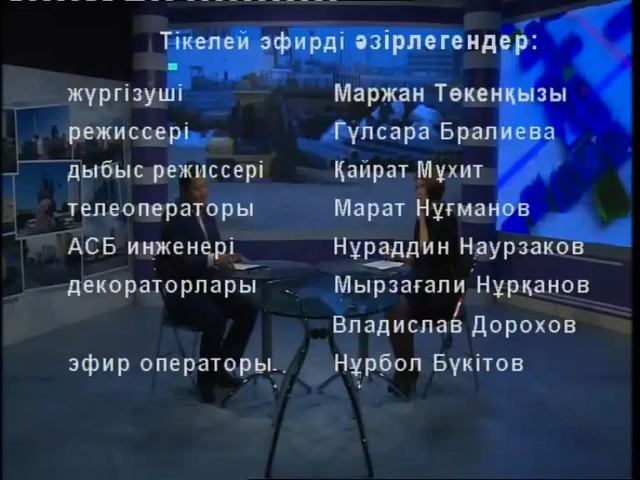 Тікелей эфирді әзірлегендер:
жүргізуші Маржан Төкенқызы
режиссері Гүлсара Бралиева
дыбыс режиссері Қайрат Мұхит
телеоператоры Марат Нұғманов
АСБ инженері Нұраддин Наурзаков
декораторлары Мырзағали Нұрқанов
Владислав Дорохов
эфир операторы.. Нұрбол Бүкітов